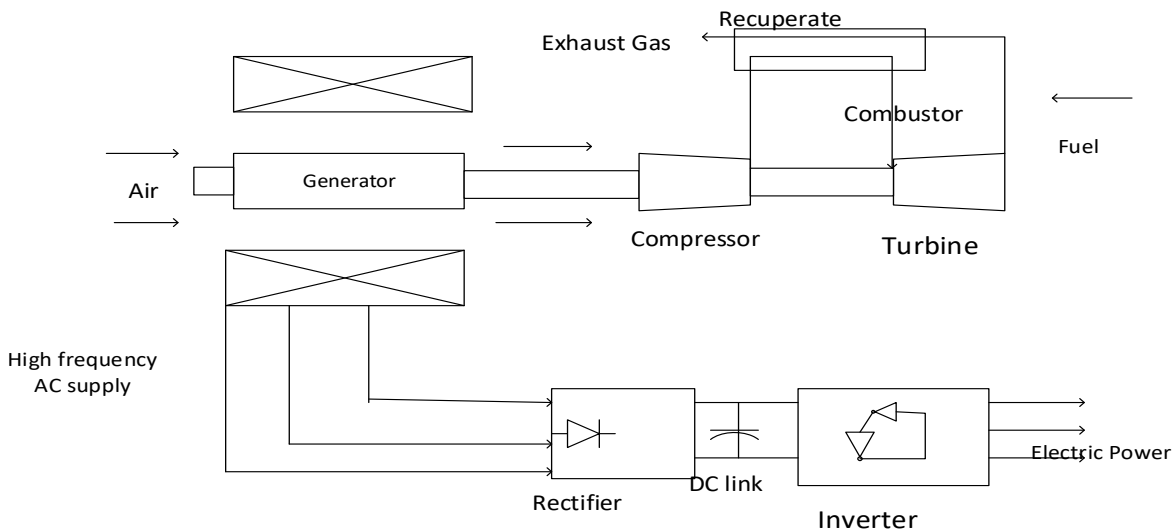 Recuperate
Exhaust Gas
Combustor
Fuel
Air
Generator
Compressor
Turbine
High frequency
AC supply
Rectifier
DC link
Inverter
Electric Power